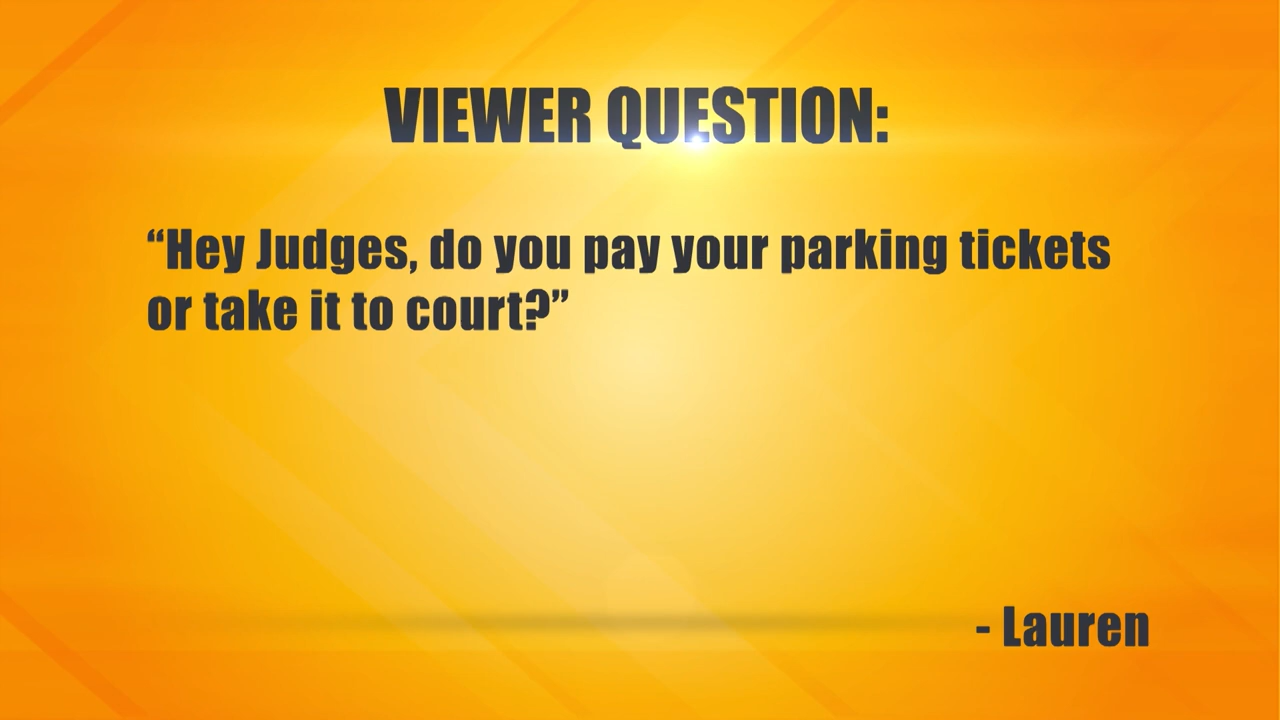 VIEWER QUESTION:
“Hey Judges, do you pay your parking tickets
or take it to court?”
- Lauren